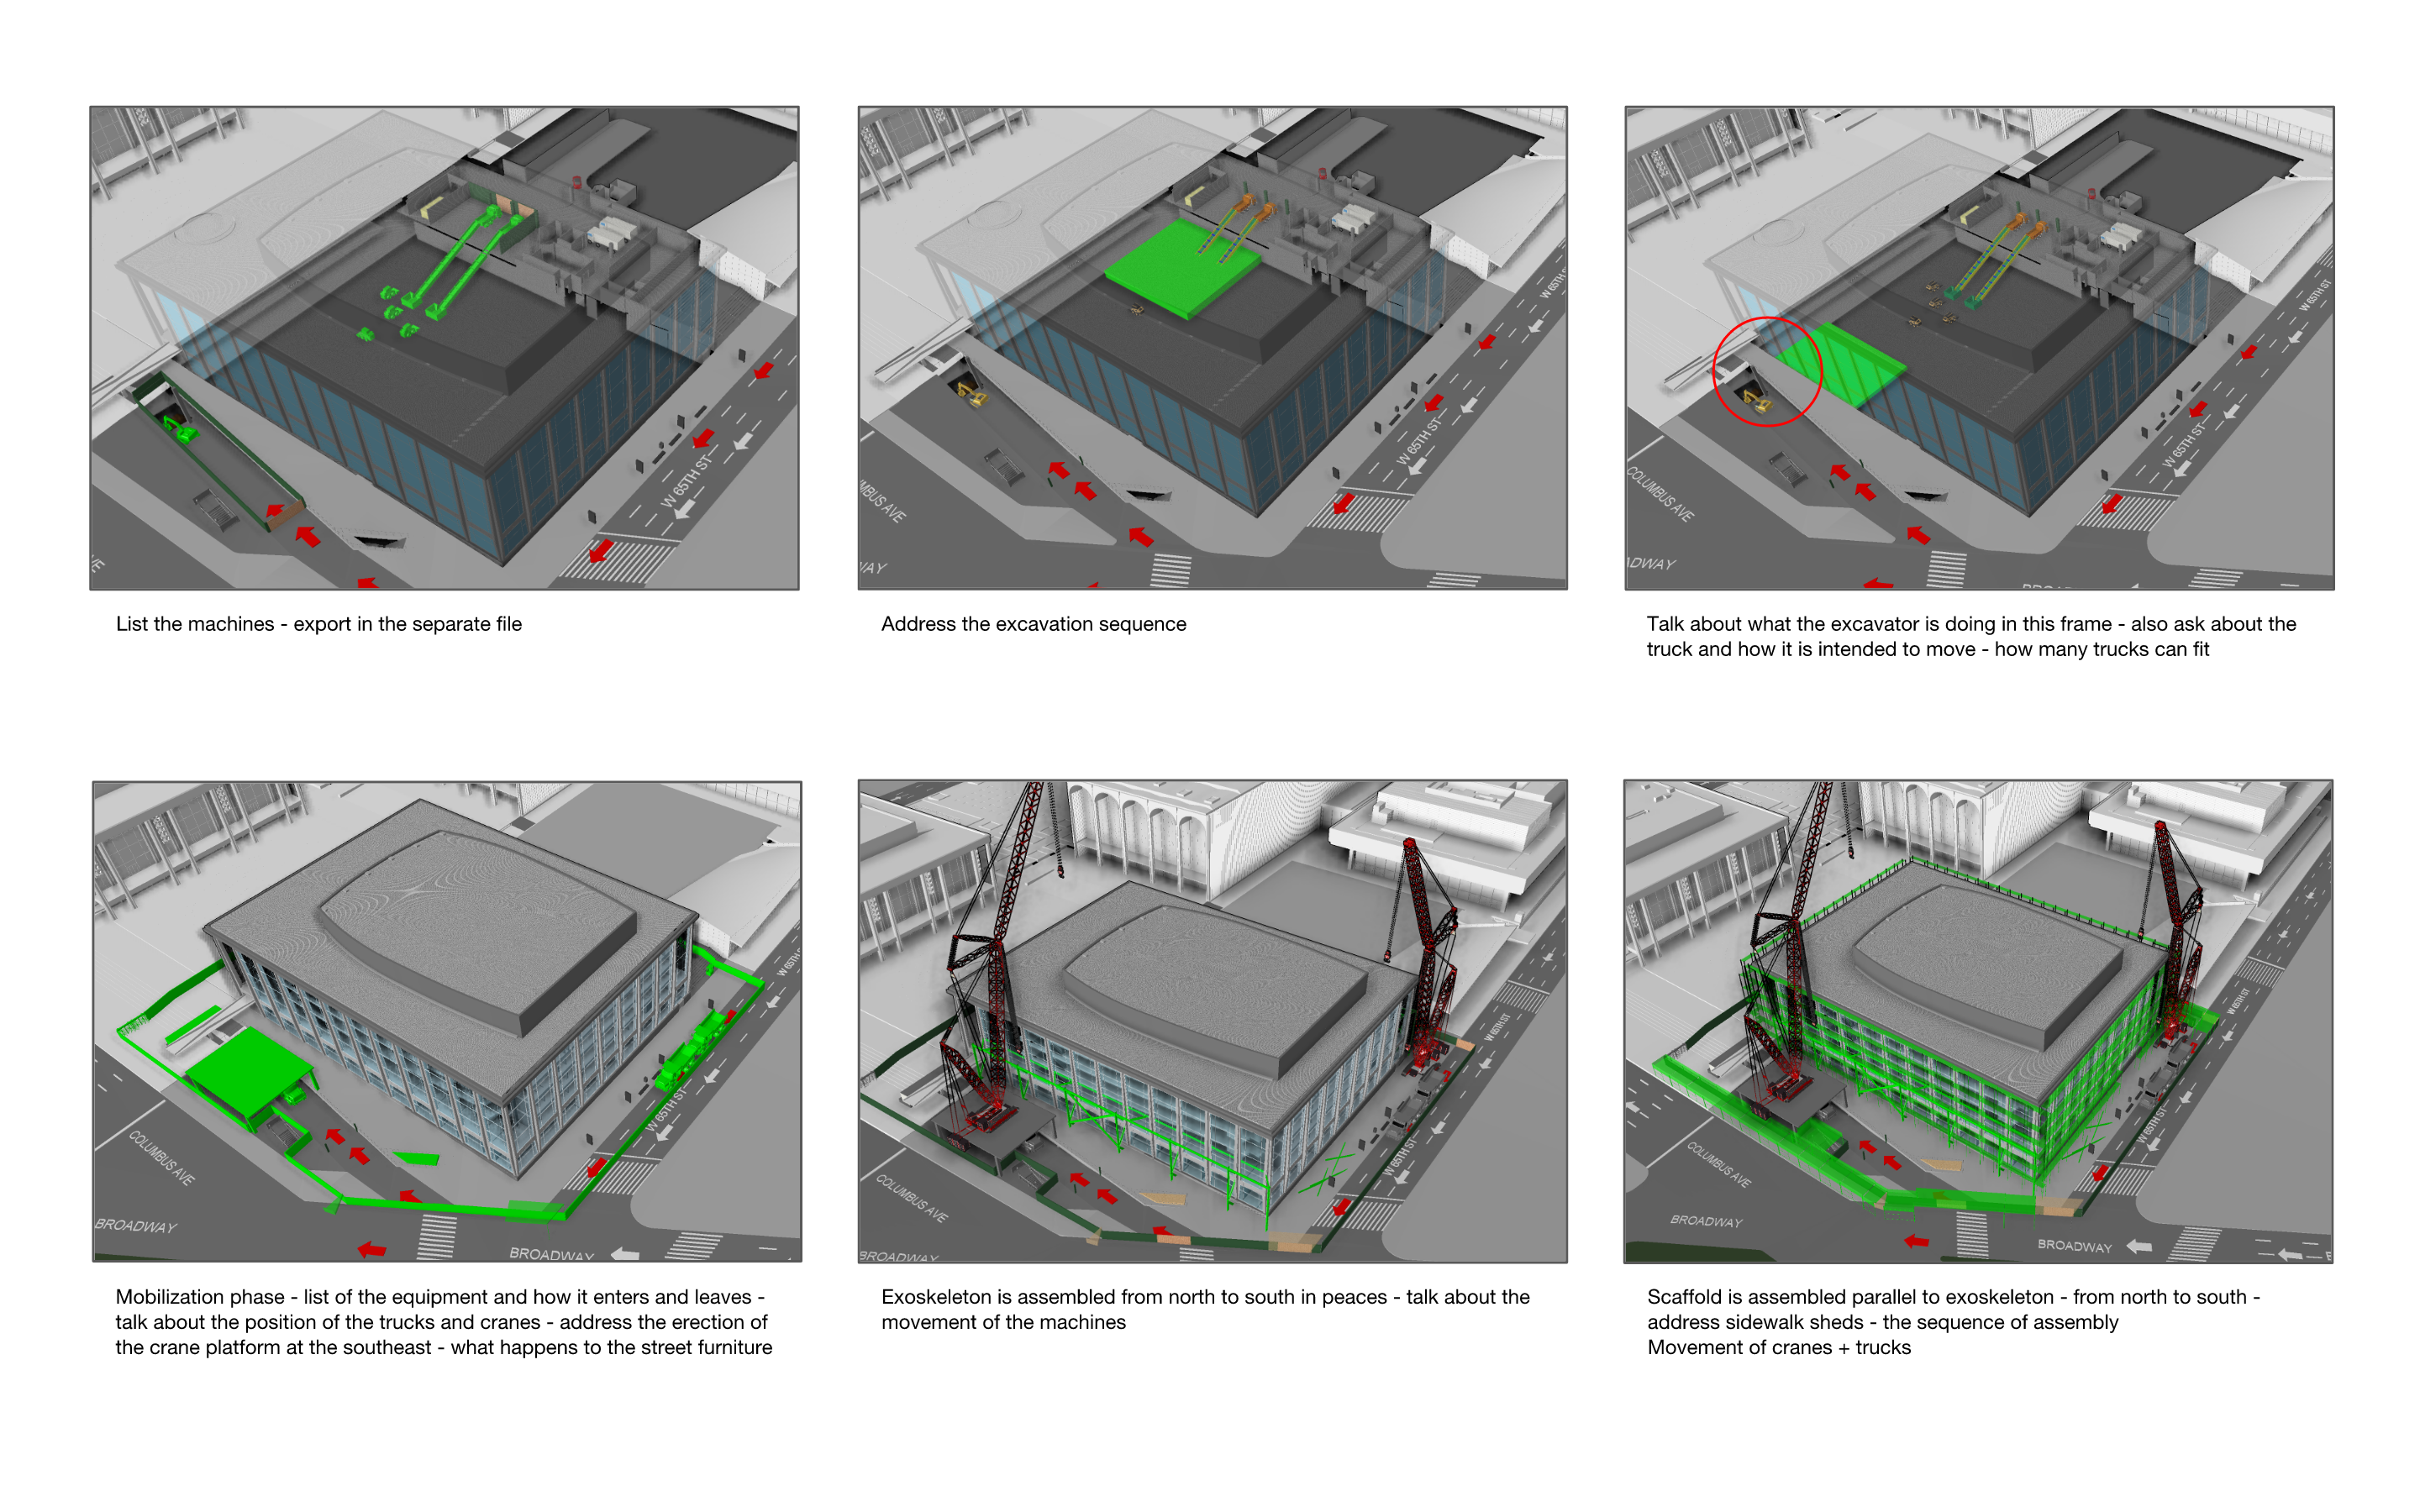 W 65TH ST
W 65TH ST
COLUMBUS AVE
W 65TH ST
W 65TH ST
COLUMBUS AVE
List the machines - export in the separate file
Address the excavation sequence
Talk about what the excavator is doing in this frame - also ask about the
truck and how it is intended to move - how many trucks can fit
W 65TH ST
COLUMBUS AVE
BROADWAY
BROADWAY
W 65TH ST
W 65TH ST
COLUMBUS AVE
BROADWAY
W 65TH ST
W 65TH ST
COLUMBUS AVE
BROADWAY
BROADWAY
Mobilization phase - list of the equipment and how it enters and leaves -
talk about the position of the trucks and cranes - address the erection of
the crane platform at the southeast - what happens to the street furniture
Exoskeleton is assembled from north to south in peaces - talk about the
movement of the machines
Scaffold is assembled parallel to exoskeleton - from north to south -
address sidewalk sheds - the sequence of assembly
Movement of cranes + trucks